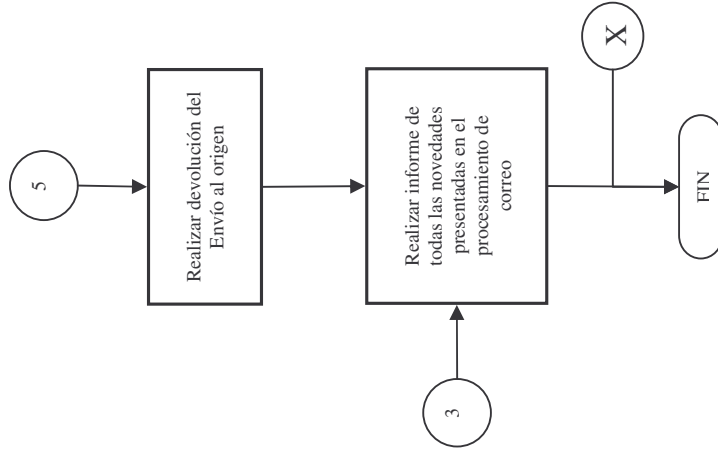 5
Realizar devolución del
Envío al origen
Realizar informe de
todas las novedades
presentadas en el
procesamiento de
correo
3
X
FIN